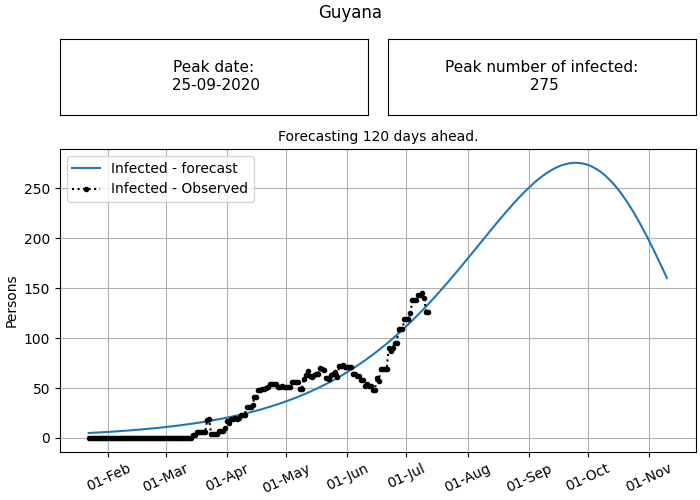 Guyana
Peak date:
25-09-2020
Peak number of infected:
275
Forecasting 120 days ahead.
Infected - forecast
Infected - Observed
Persons
250
200
150
100
50
0
01-Feb
01-Mar
01-Apr
01-May
01-Jun
01-Jul
01-Aug
01-Sep
01-Oct
01-Nov